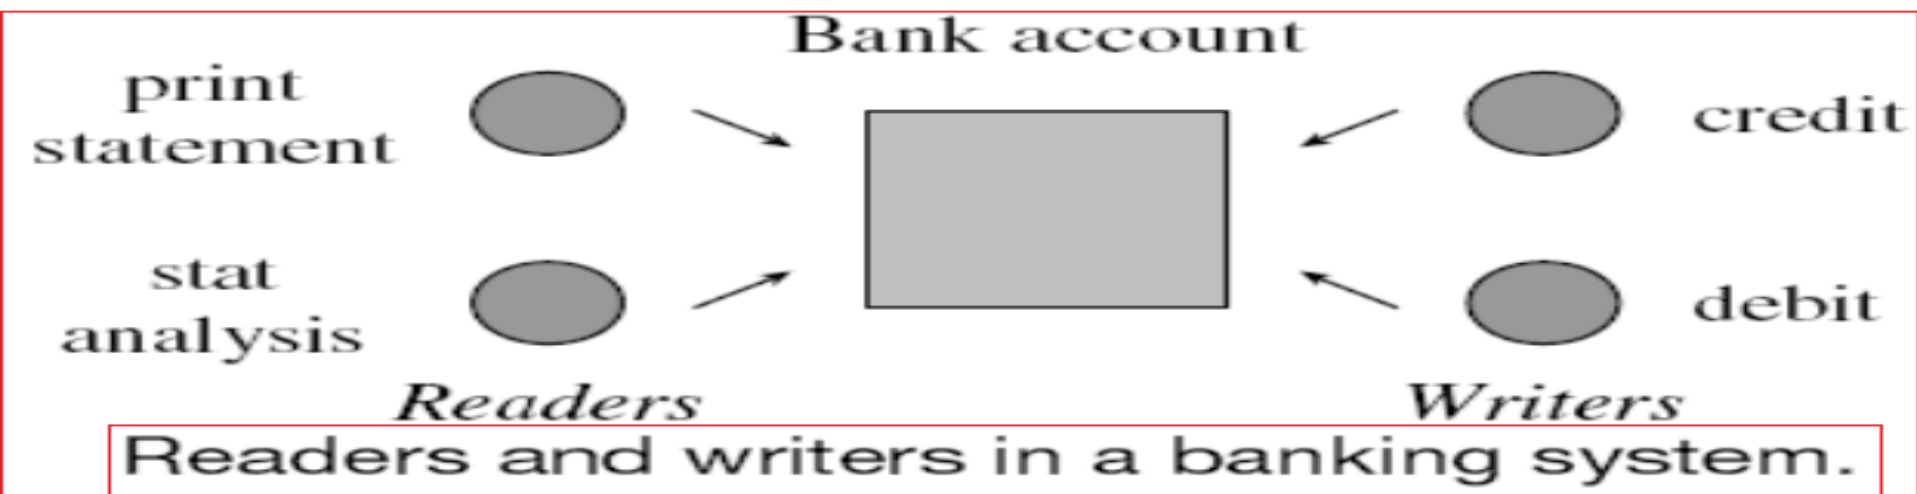 Bank account
print
statement
credit
stat
analysis
debit
Readers
Writers
Readers and writers in a banking system.